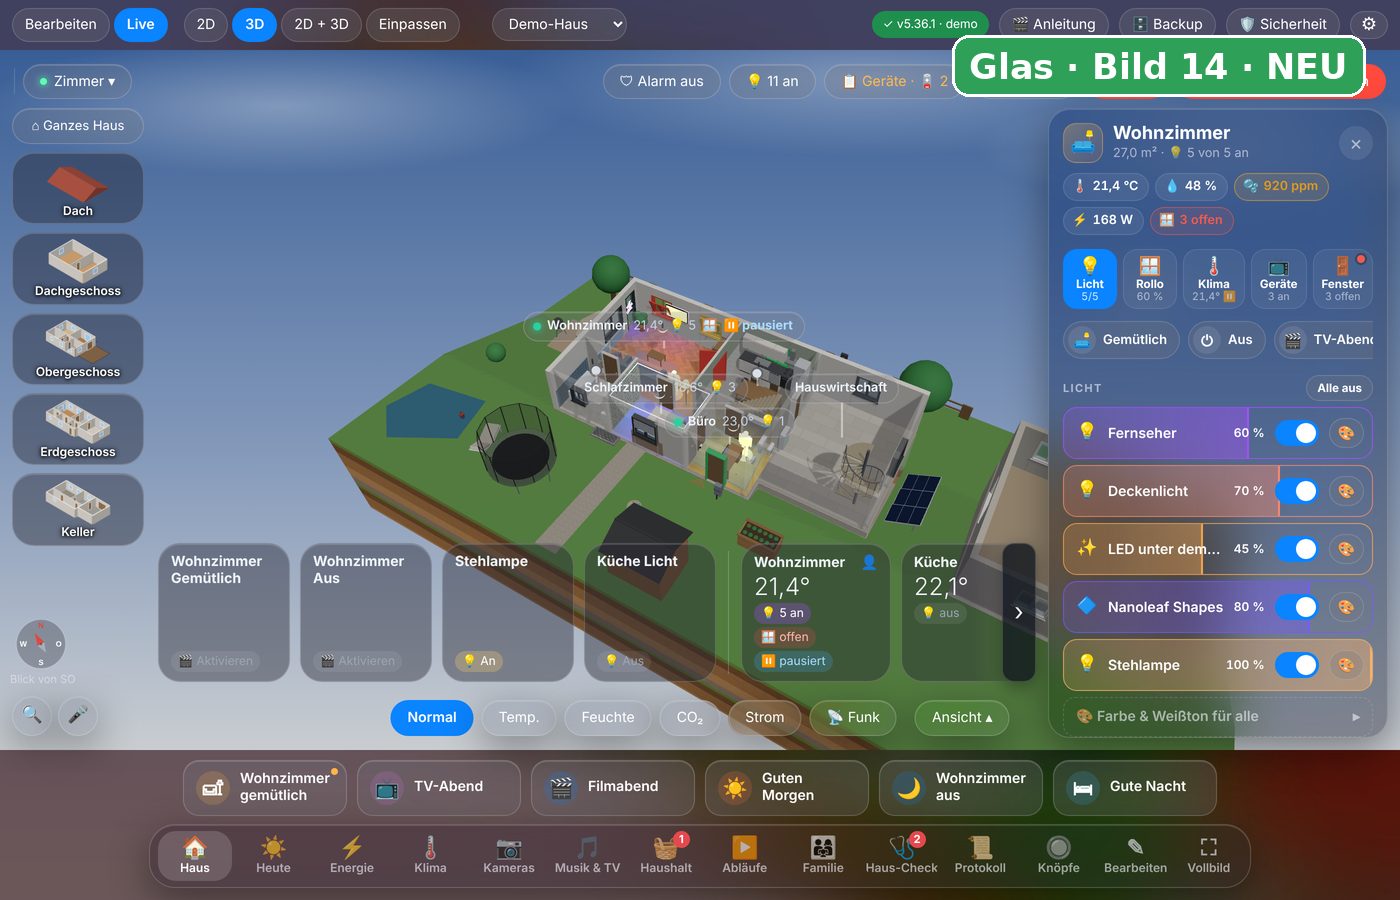 Bearbeiten Live 2D 3D 2D + 3D Einpassen Demo-Haus ✓ v5.36.1 · demo Anleitung Backup Sicherheit
Glas · Bild 14 · NEU
Zimmer ▾ Alarm aus 11 an Geräte · 2
⌂ Ganzes Haus
Dach
Dachgeschoss
Obergeschoss
Erdgeschoss
Keller
N
W O
S
Blick von SO
Wohnzimmer 21,4° 5 pausiert
Schlafzimmer 3
Hauswirtschaft
Büro 23,0° 1
Wohnzimmer
27,0 m² · 5 von 5 an
×
21,4 °C 48 % 920 ppm
168 W 3 offen
Licht Rollo Klima Geräte Fenster
5/5 60 % 21,4° 3 an 3 offen
Gemütlich Aus TV-Abend
LICHT Alle aus
Fernseher 60 %
Deckenlicht 70 %
LED unter dem... 45 %
Nanoleaf Shapes 80 %
Stehlampe 100 %
Farbe & Weißton für alle ▸
Wohnzimmer
Gemütlich
Aktivieren
Wohnzimmer
Aus
Aktivieren
Stehlampe
An
Küche Licht
Aus
Wohnzimmer
21,4°
5 an
offen
pausiert
Küche
22,1°
aus
›
Normal Temp. Feuchte CO₂ Strom Funk Ansicht ▴
Wohnzimmer
gemütlich
TV-Abend
Filmabend
Guten
Morgen
Wohnzimmer
aus
Gute Nacht
1 2
Haus Heute Energie Klima Kameras Musik & TV Haushalt Abläufe Familie Haus-Check Protokoll Knöpfe Bearbeiten Vollbild